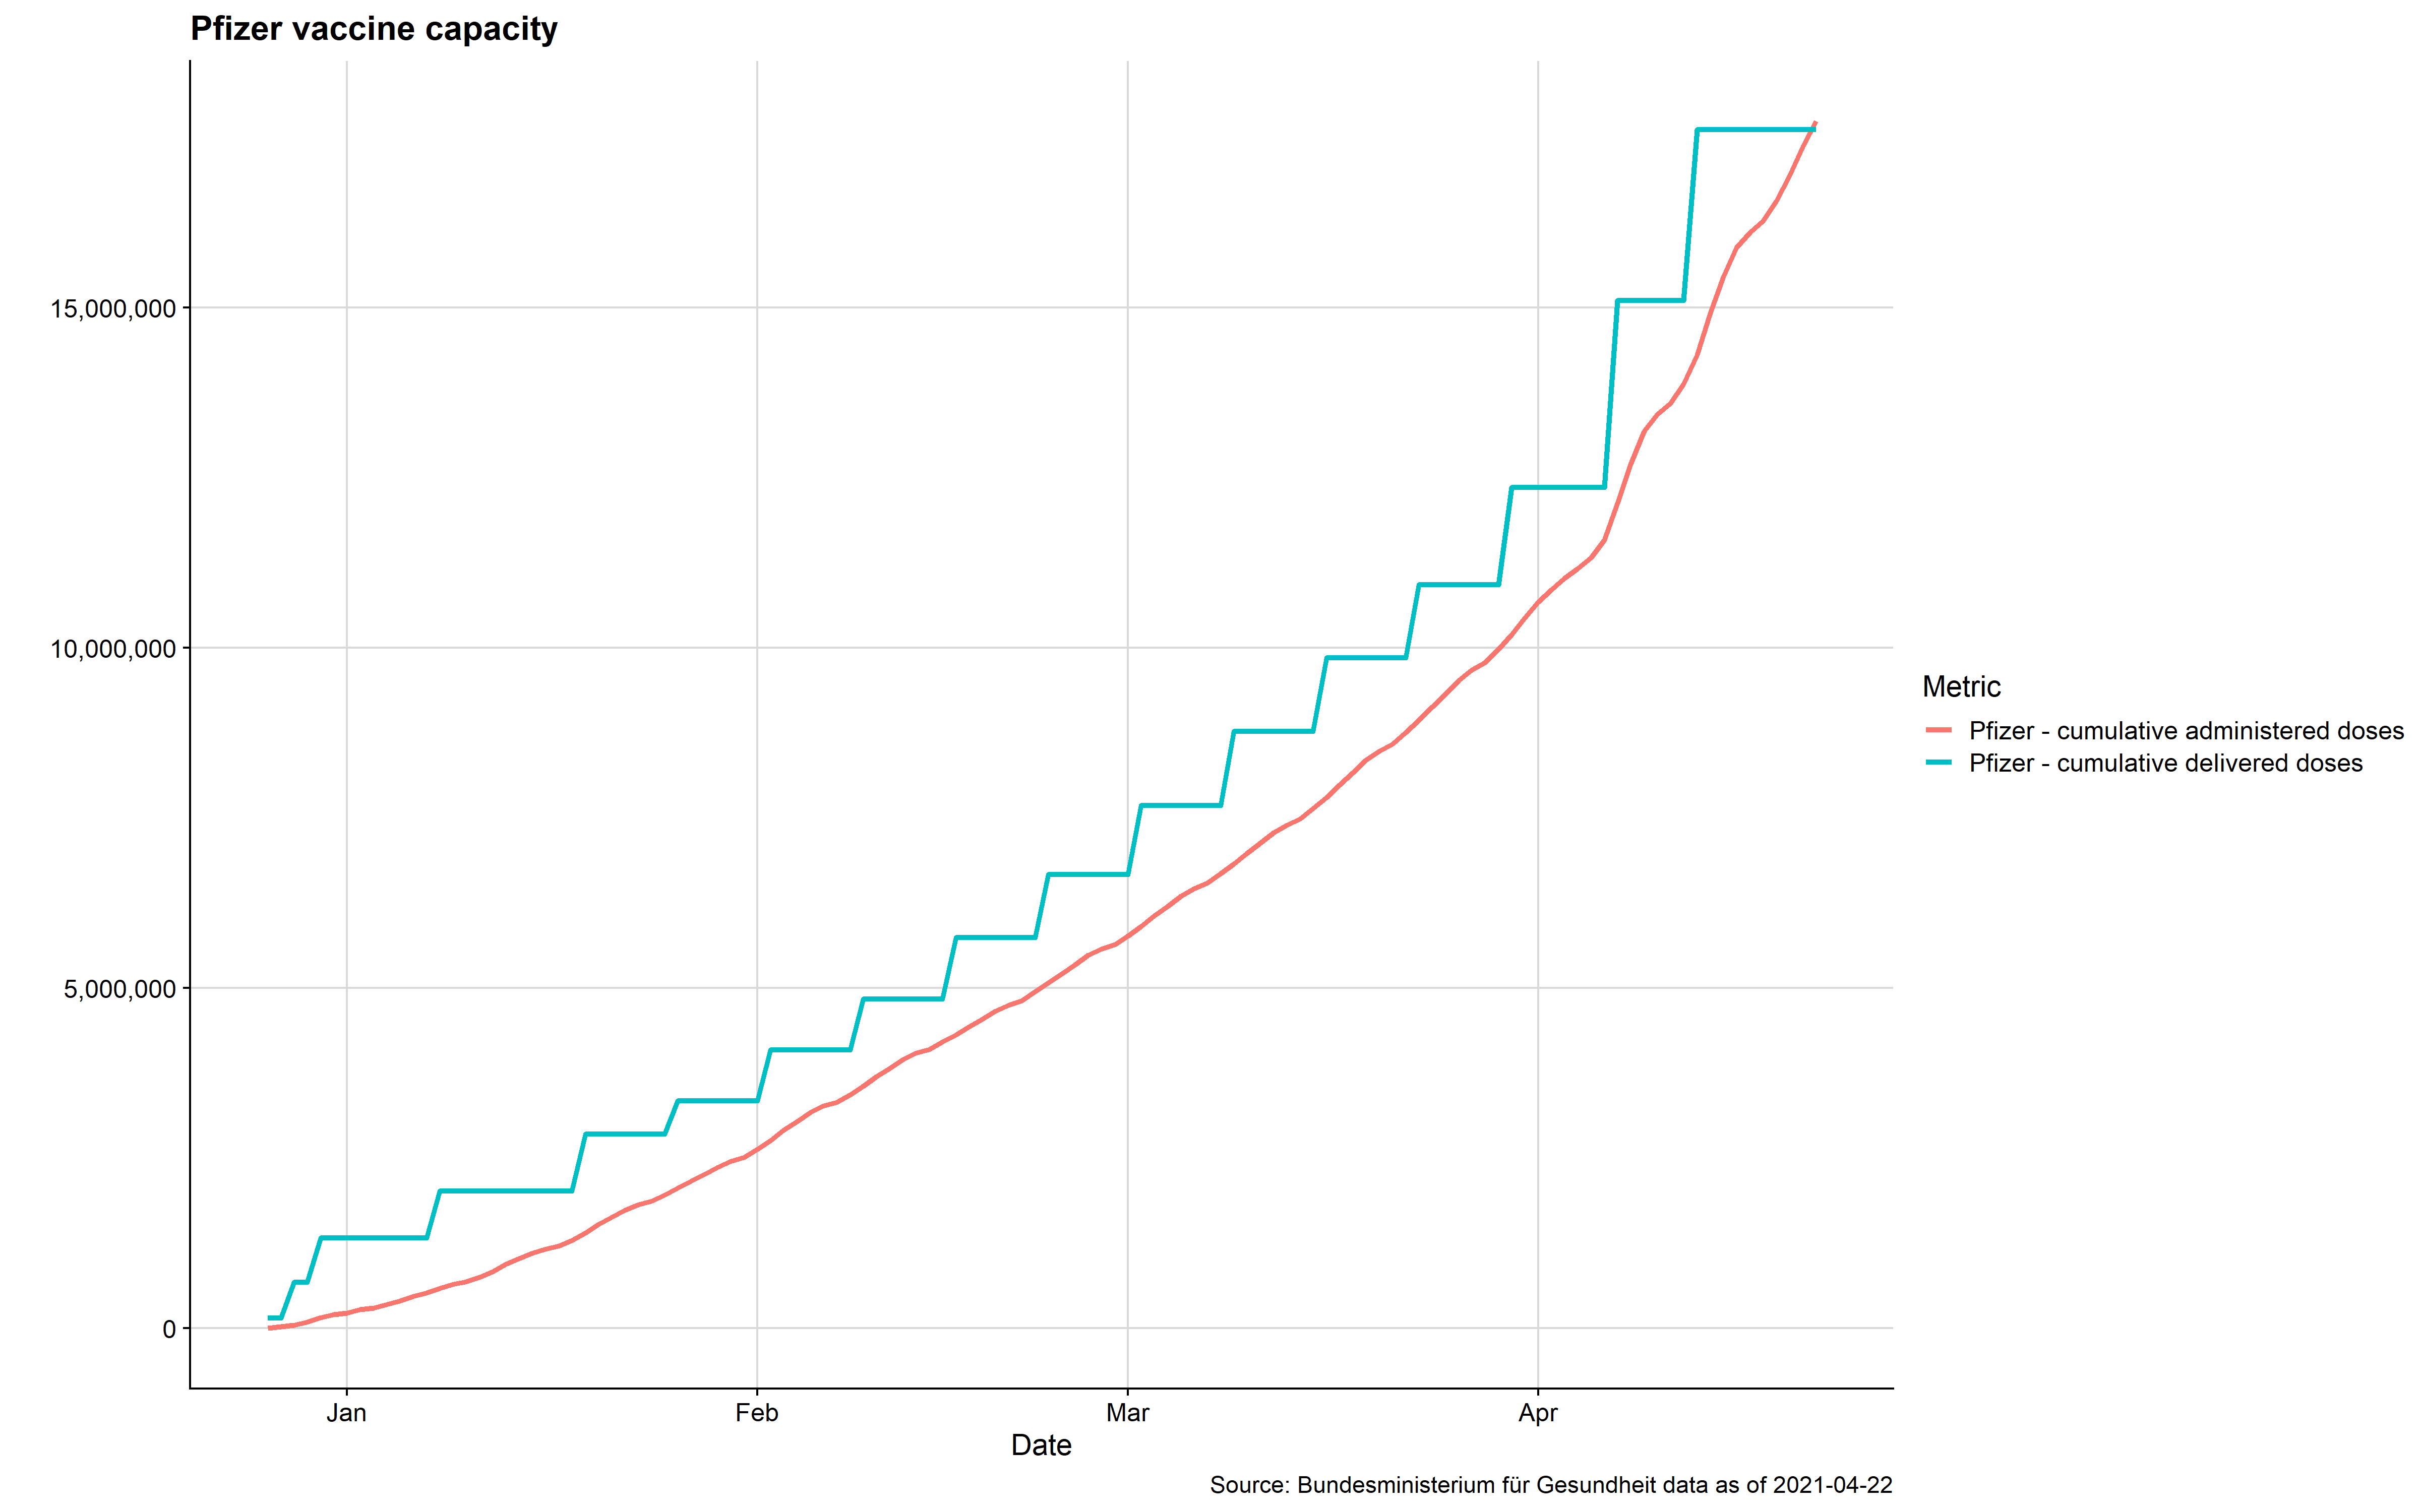 Pfizer vaccine capacity
15,000,000
10,000,000
5,000,000
0
Jan Feb Mar Apr
Date
Metric
Pfizer - cumulative administered doses
Pfizer - cumulative delivered doses
Source: Bundesministerium für Gesundheit data as of 2021-04-22